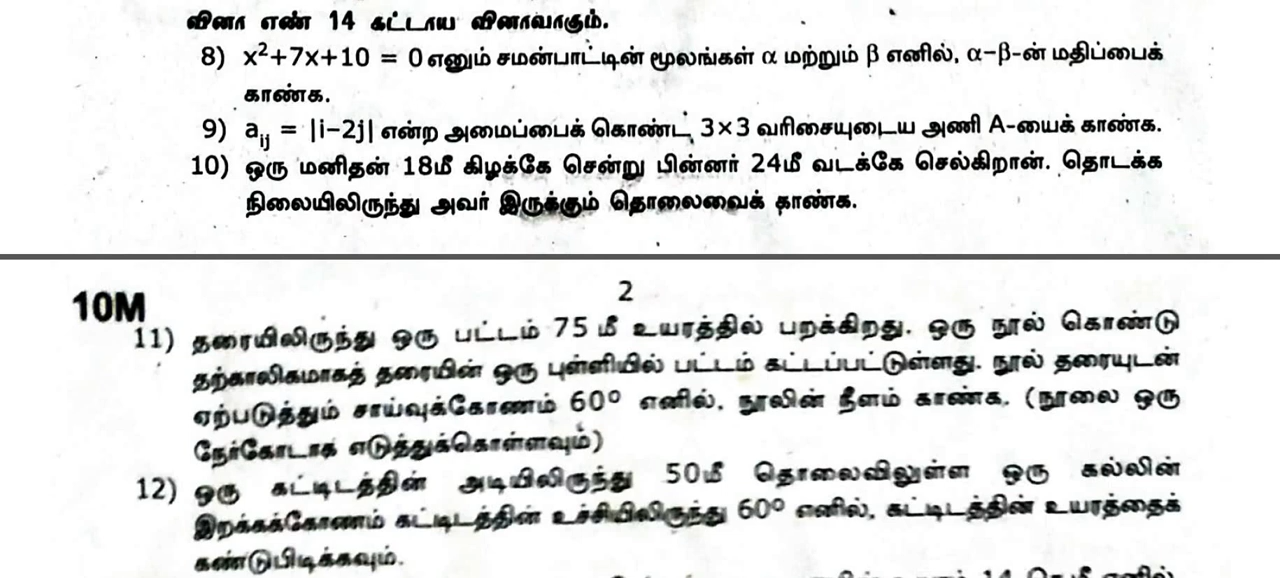 வினா எண் 14 கட்டாய வினாவாகும்.
8) x²+7x+10 = 0 எனும் சமன்பாட்டின் மூலங்கள் α மற்றும் β எனில், α-β-ன் மதிப்பைக்
காண்க.
9) aᵢⱼ = |i-2j| என்ற அமைப்பைக் கொண்ட 3×3 வரிசையுடைய அணி A-யைக் காண்க.
10) ஒரு மனிதன் 18மீ கிழக்கே சென்று பின்னர் 24மீ வடக்கே செல்கிறான். தொடக்க
நிலையிலிருந்து அவர் இருக்கும் தொலைவைக் காண்க.
10M
2
11) தரையிலிருந்து ஒரு பட்டம் 75 மீ உயரத்தில் பறக்கிறது. ஒரு நூல் கொண்டு
தற்காலிகமாகத் தரையின் ஒரு புள்ளியில் பட்டம் கட்டப்பட்டுள்ளது. நூல் தரையுடன்
ஏற்படுத்தும் சாய்வுக்கோணம் 60° எனில், நூலின் நீளம் காண்க. (நூலை ஒரு
நேர்கோடாக எடுத்துக்கொள்ளவும்)
12) ஒரு கட்டிடத்தின் அடியிலிருந்து 50மீ தொலைவிலுள்ள ஒரு கல்லின்
இறக்கக்கோணம் கட்டிடத்தின் உச்சியிலிருந்து 60° எனில், கட்டிடத்தின் உயரத்தைக்
கண்டுபிடிக்கவும்.
14 செ.மீ எனில்